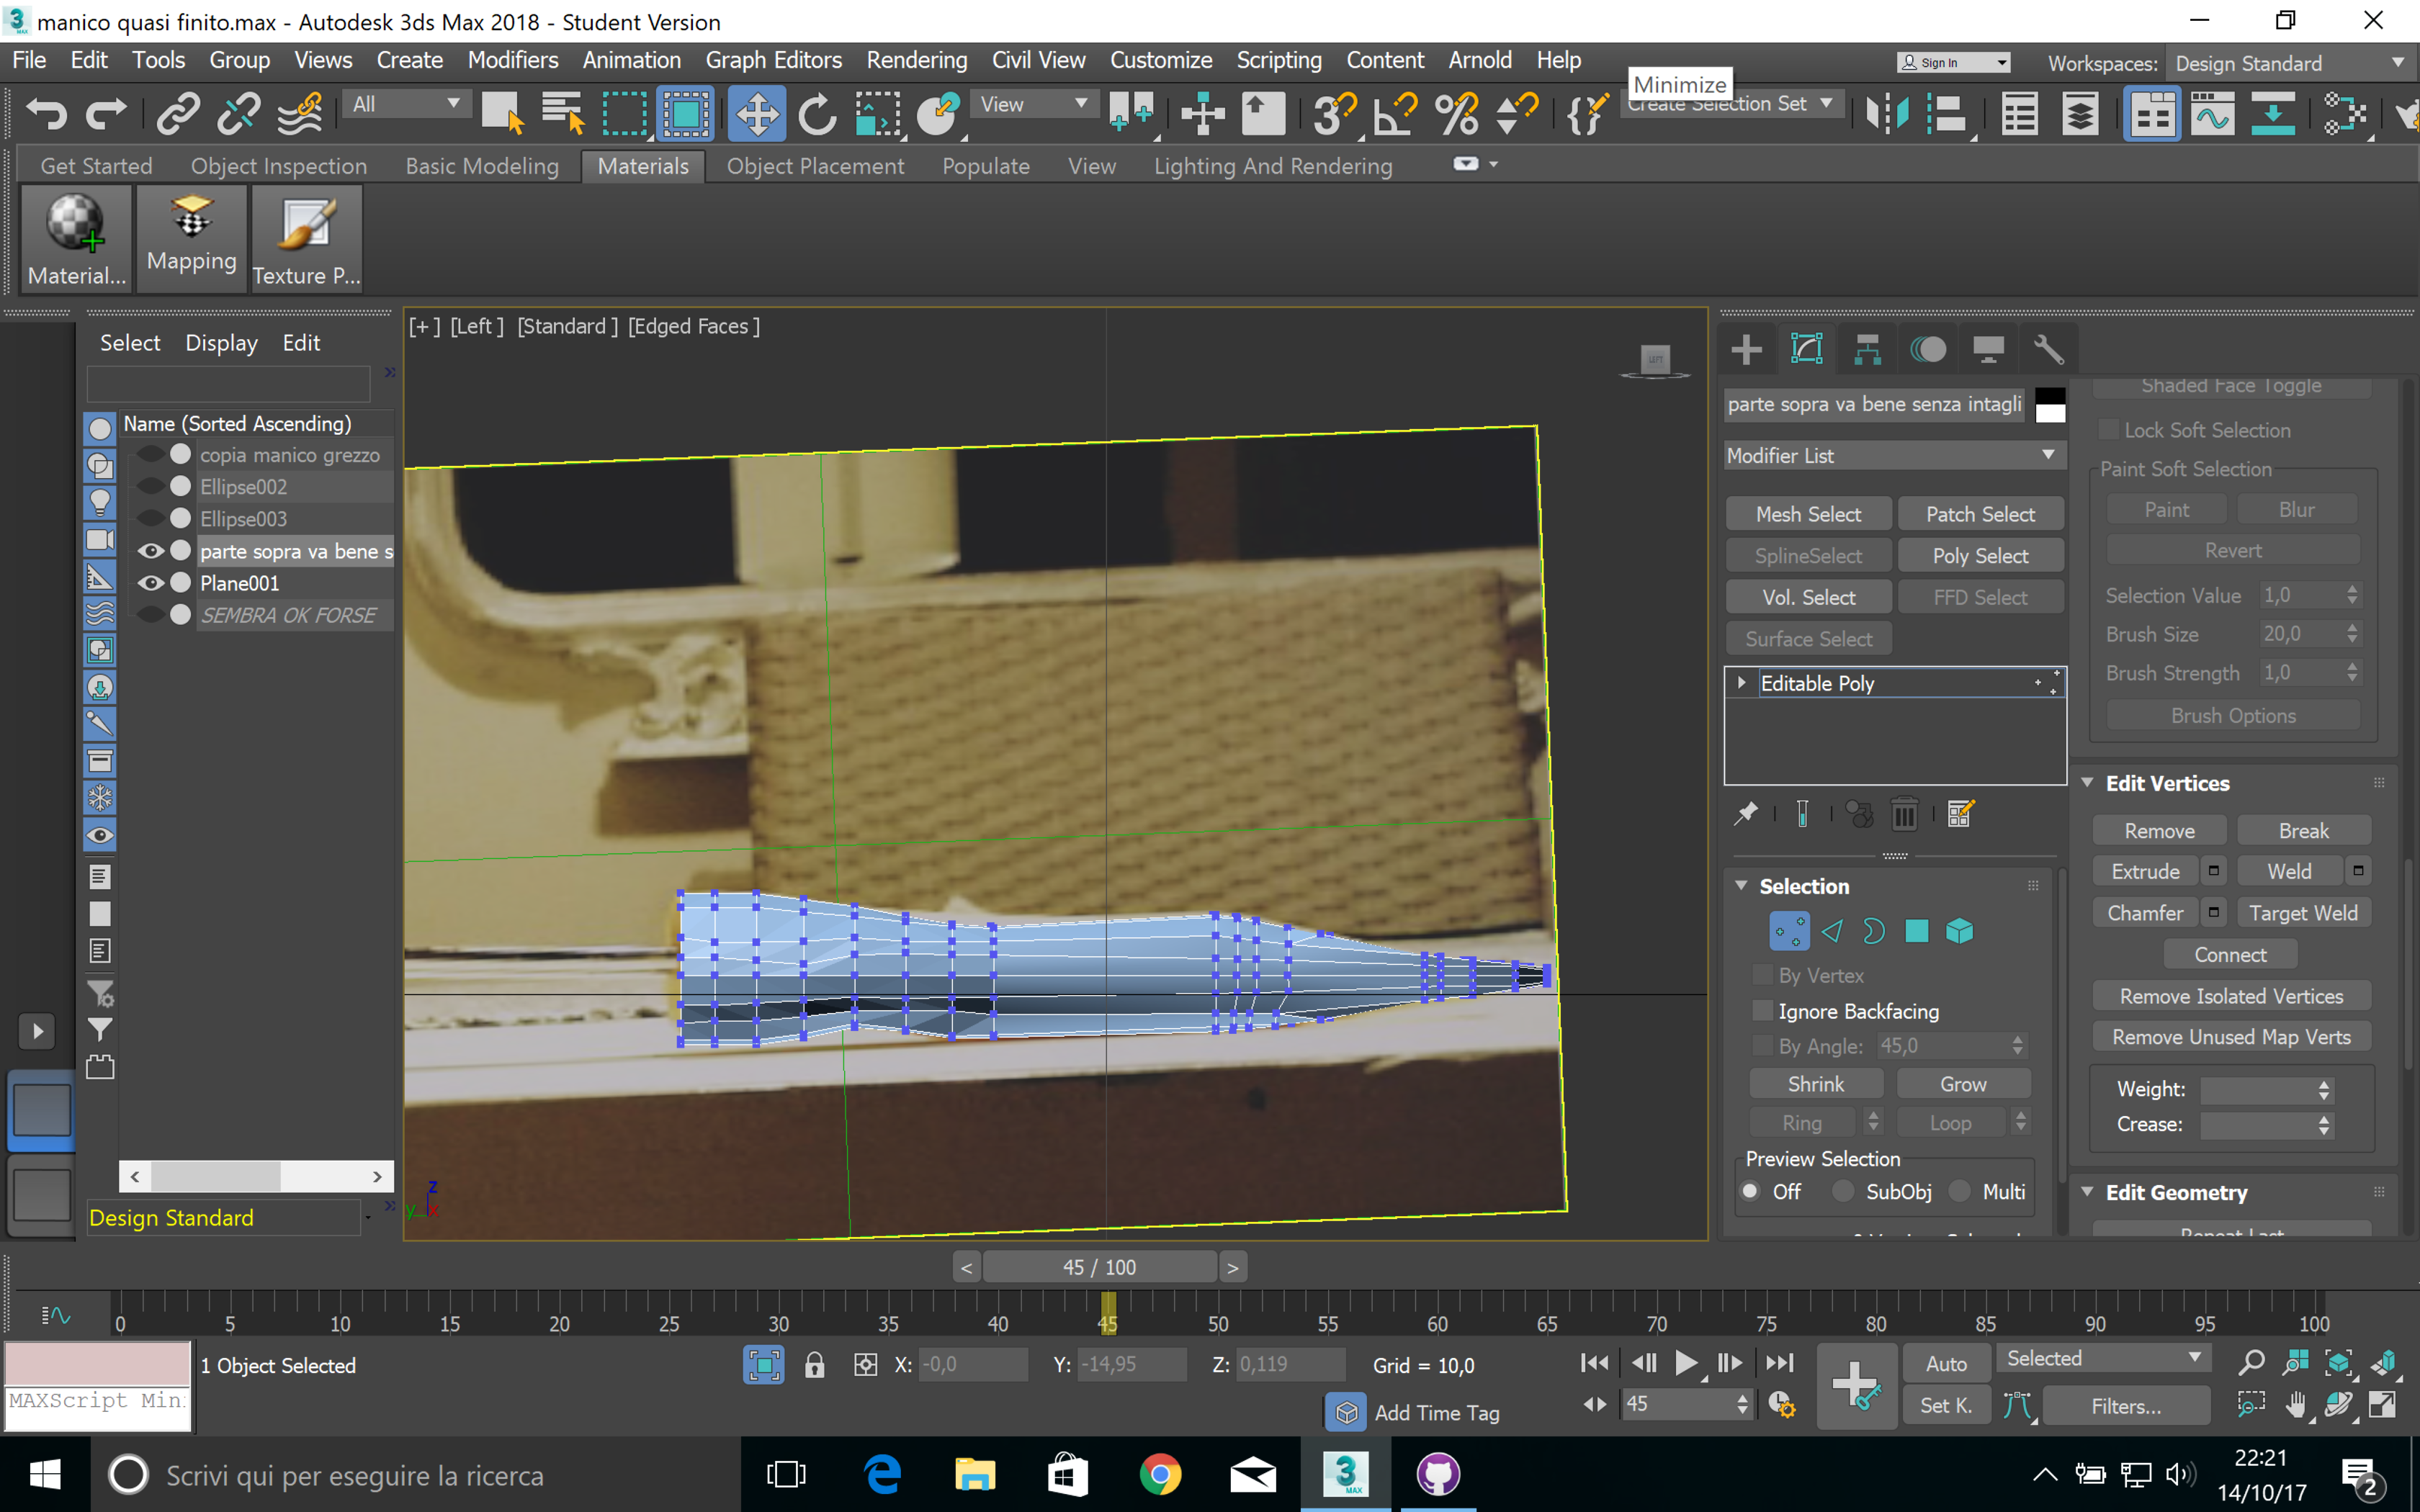 manico quasi finito.max - Autodesk 3ds Max 2018 - Student Version
File Edit Tools Group Views Create Modifiers Animation Graph Editors Rendering Civil View Customize Scripting Content Arnold Help
Sign In
Workspaces: Design Standard
Minimize
All
View
Create Selection Set
Get Started Object Inspection Basic Modeling Materials Object Placement Populate View Lighting And Rendering
Material...
Mapping
Texture P...
Select Display Edit
Name (Sorted Ascending)
copia manico grezzo
Ellipse002
Ellipse003
parte sopra va bene s
Plane001
SEMBRA OK FORSE
Design Standard
[+] [Left] [Standard] [Edged Faces]
LEFT
z
y x
parte sopra va bene senza intagli
Modifier List
Mesh Select Patch Select
SplineSelect Poly Select
Vol. Select FFD Select
Surface Select
Editable Poly
Selection
By Vertex
Ignore Backfacing
By Angle: 45,0
Shrink Grow
Ring Loop
Preview Selection
Off SubObj Multi
Shaded Face Toggle
Lock Soft Selection
Paint Soft Selection
Paint Blur
Revert
Selection Value 1,0
Brush Size 20,0
Brush Strength 1,0
Brush Options
Edit Vertices
Remove Break
Extrude Weld
Chamfer Target Weld
Connect
Remove Isolated Vertices
Remove Unused Map Verts
Weight:
Crease:
Edit Geometry
< 45 / 100 >
0 5 10 15 20 25 30 35 40 45 50 55 60 65 70 75 80 85 90 95 100
1 Object Selected
X: -0,0 Y: -14,95 Z: 0,119 Grid = 10,0
MAXScript Min
Add Time Tag
45
Auto Selected
Set K. Filters...
Scrivi qui per eseguire la ricerca
3
MAX
22:21
14/10/17
2